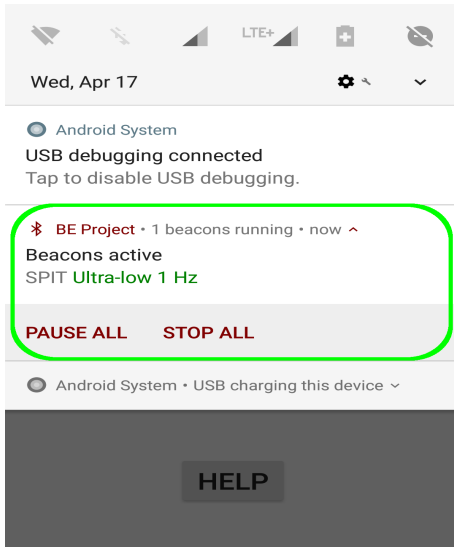 LTE+
Wed, Apr 17
Android System
USB debugging connected
Tap to disable USB debugging.
BE Project • 1 beacons running • now
Beacons active
SPIT Ultra-low 1 Hz
PAUSE ALL STOP ALL
Android System • USB charging this device
HELP